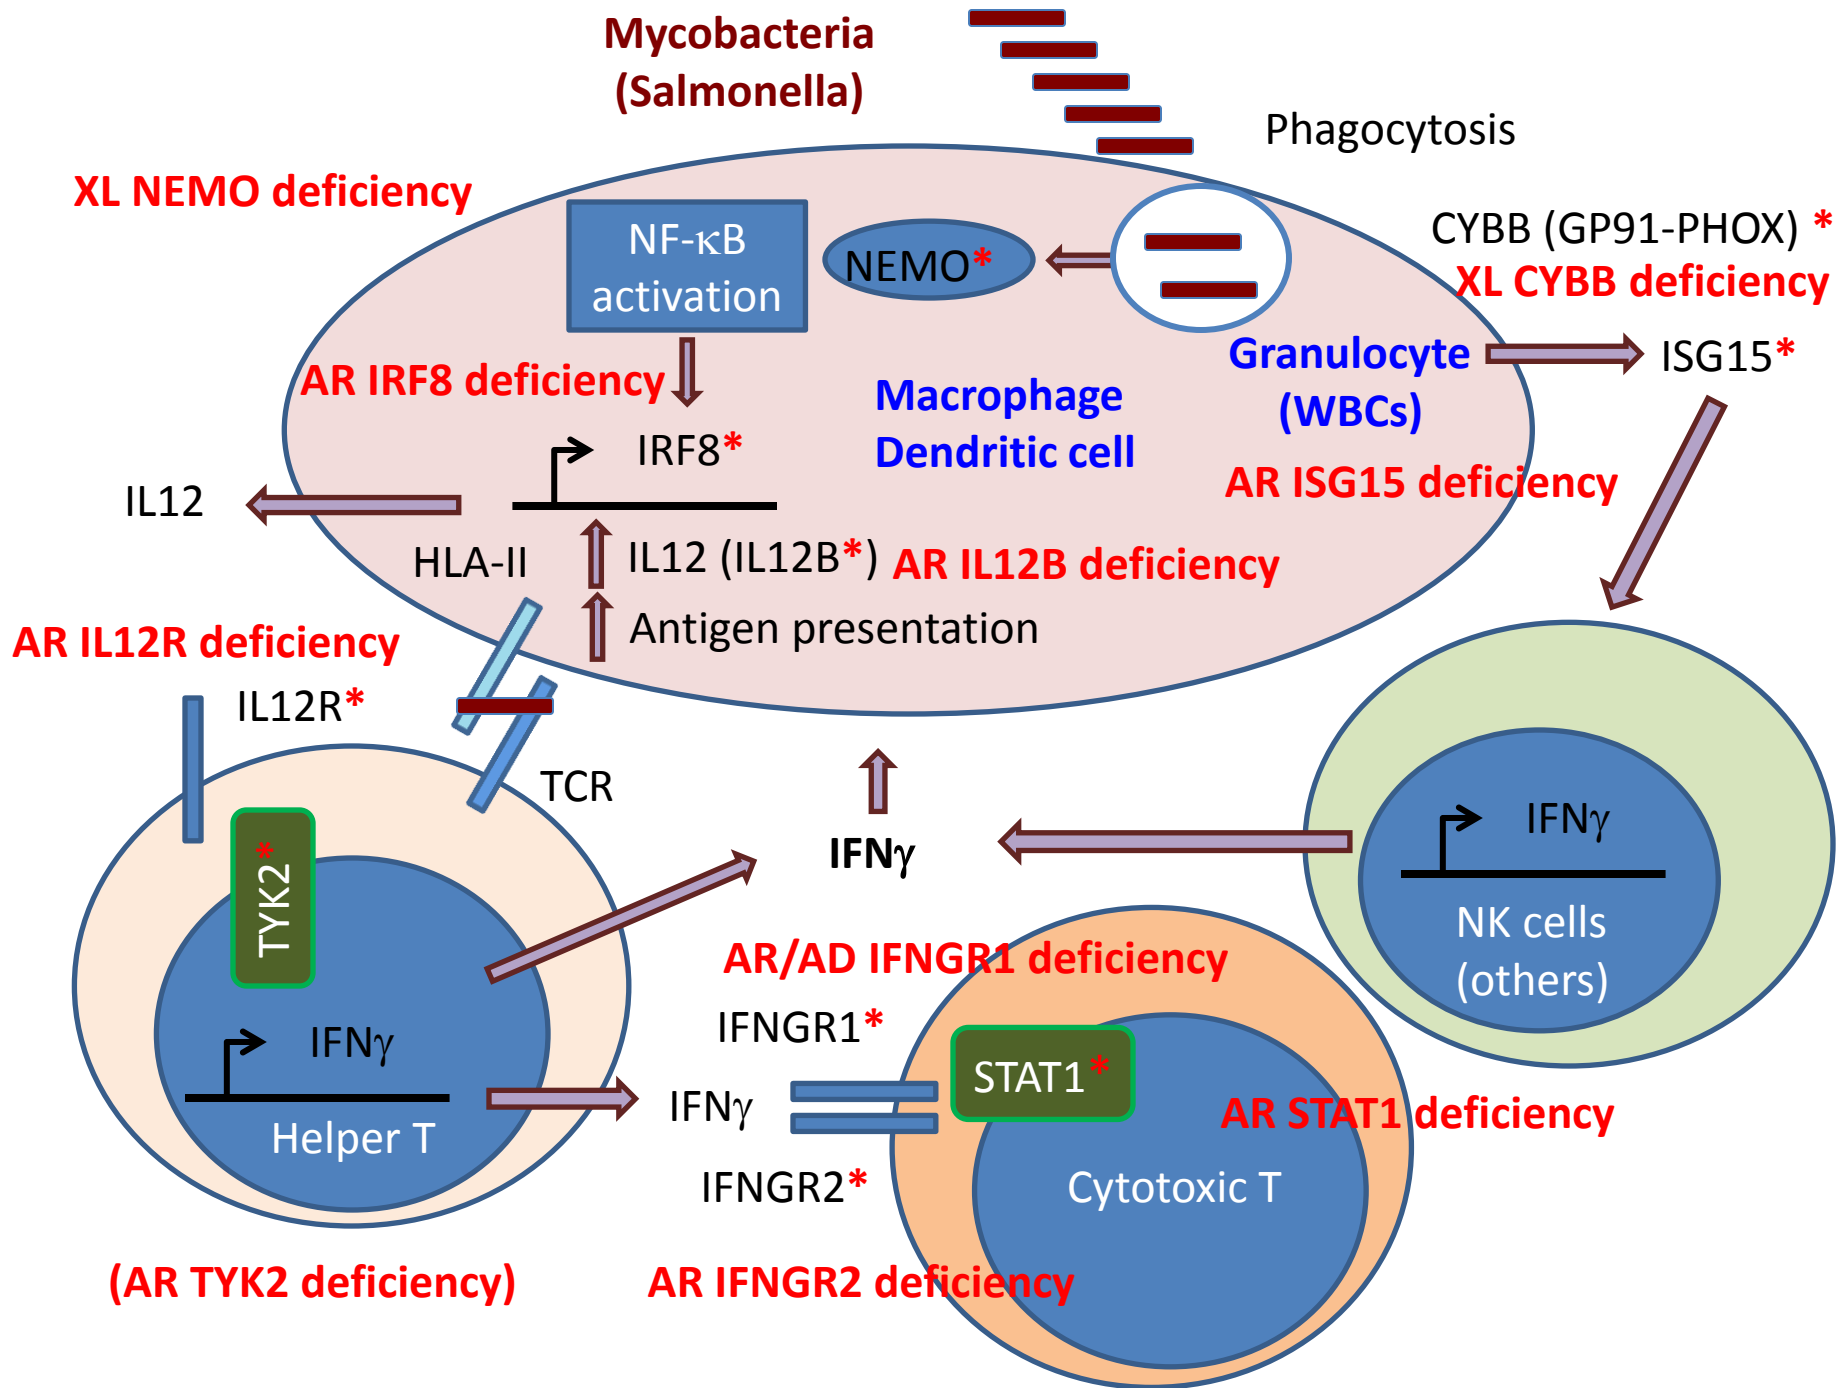 Mycobacteria
(Salmonella)
Phagocytosis
XL NEMO deficiency
NF-κB
activation
NEMO*
CYBB (GP91-PHOX) *
XL CYBB deficiency
Granulocyte
(WBCs)
ISG15*
AR IRF8 deficiency
Macrophage
Dendritic cell
IRF8*
AR ISG15 deficiency
IL12
HLA-II
IL12 (IL12B*)
AR IL12B deficiency
Antigen presentation
AR IL12R deficiency
IL12R*
TCR
TYK2*
IFNγ
IFNγ
NK cells
(others)
AR/AD IFNGR1 deficiency
IFNGR1*
IFNγ
Helper T
IFNγ
STAT1*
AR STAT1 deficiency
IFNGR2*
Cytotoxic T
(AR TYK2 deficiency)
AR IFNGR2 deficiency